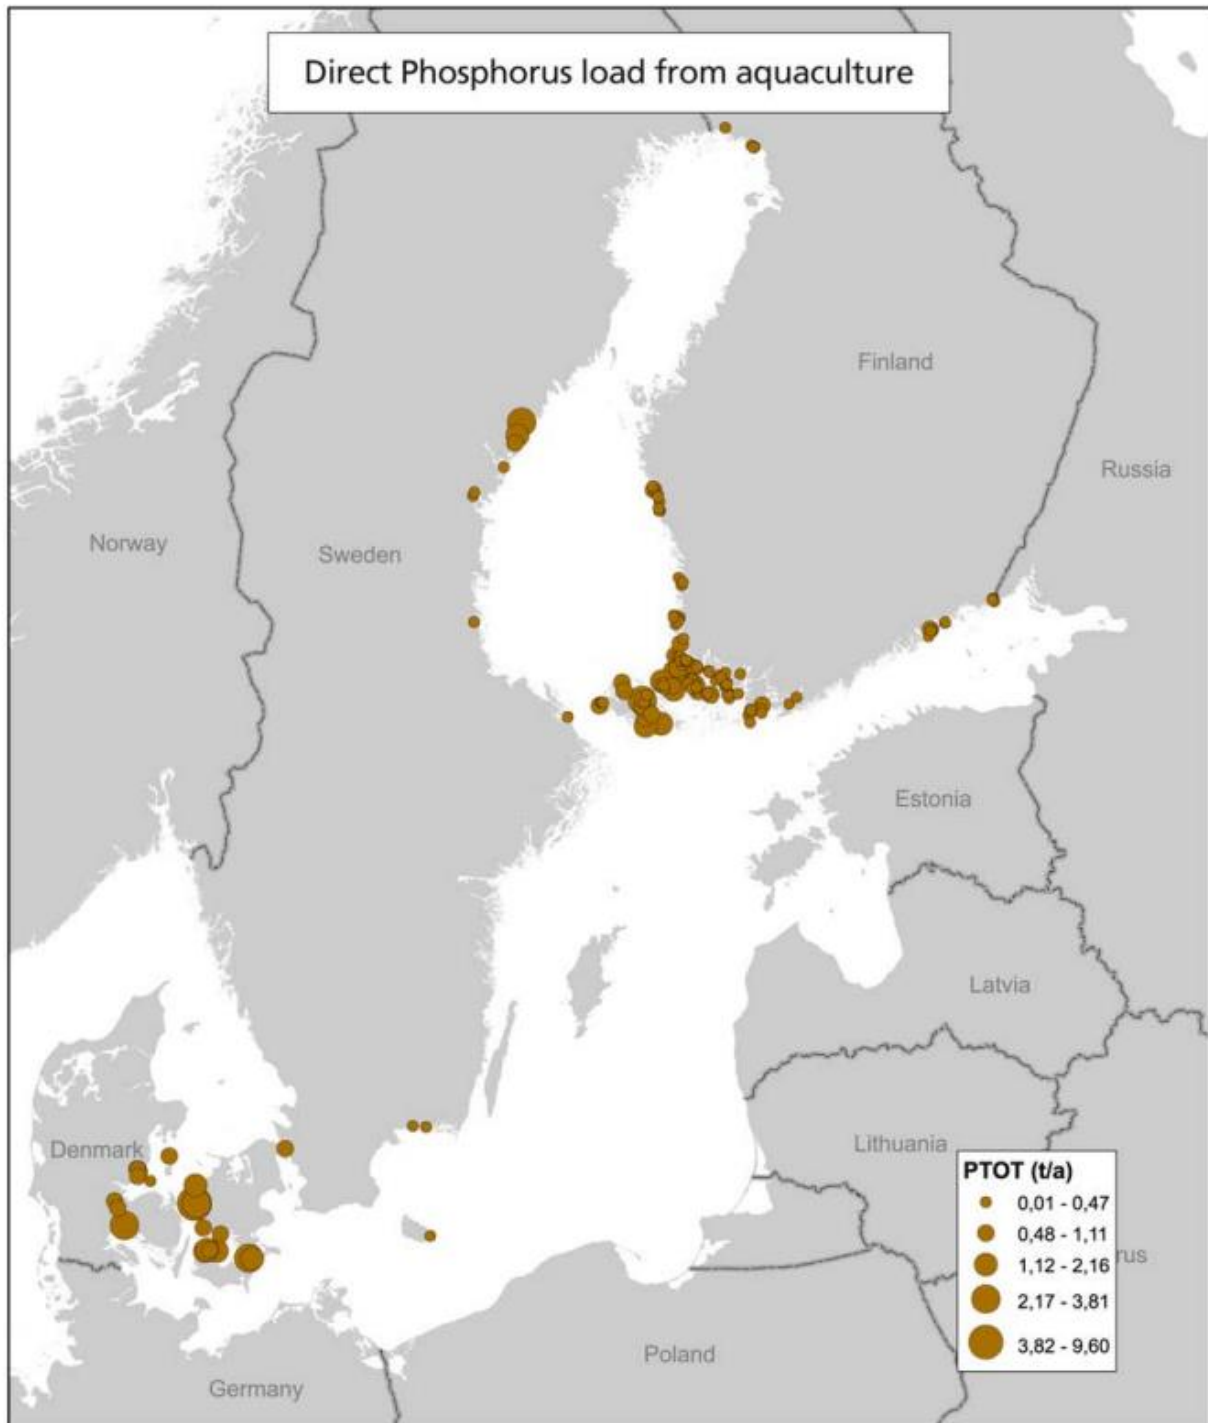 Direct Phosphorus load from aquaculture
Finland
Russia
Norway
Sweden
Estonia
Latvia
Denmark
Lithuania
PTOT (t/a)
0,01 - 0,47
0,48 - 1,11
1,12 - 2,16
rus
2,17 - 3,81
3,82 - 9,60
Poland
Germany